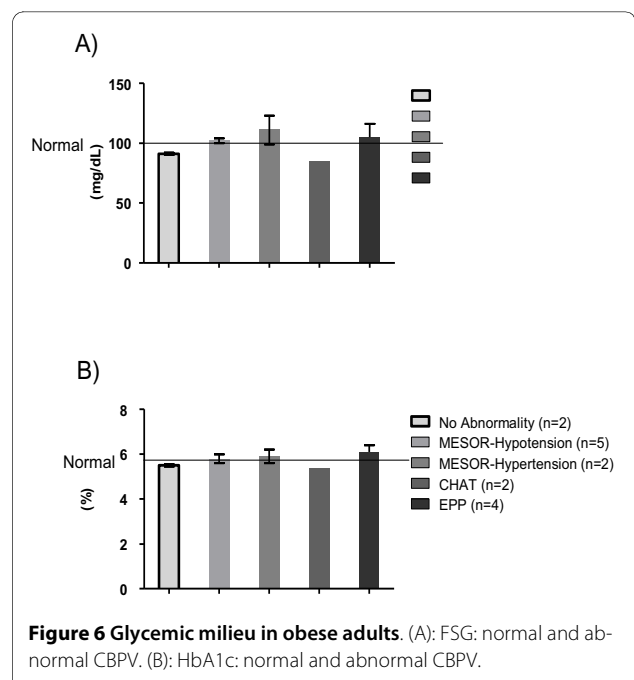 A)
150
100
50
0
Normal
(mg/dL)
B)
8
6
4
2
0
Normal
(%)
No Abnormality (n=2)
MESOR-Hypotension (n=5)
MESOR-Hypertension (n=2)
CHAT (n=2)
EPP (n=4)
Figure 6 Glycemic milieu in obese adults. (A): FSG: normal and ab-
normal CBPV. (B): HbA1c: normal and abnormal CBPV.